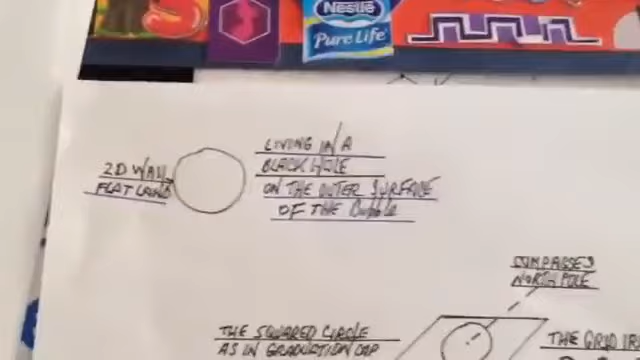 Nestlé
Pure Life
LIVING IN A
BLACK HOLE
ON THE OUTER SURFACE
OF THE Bubble
2D WALL
FLAT LAND
COMPASSES
NORTH POLE
THE SQUARED CIRCLE
AS IN GRADUATION CAP
THE GRID